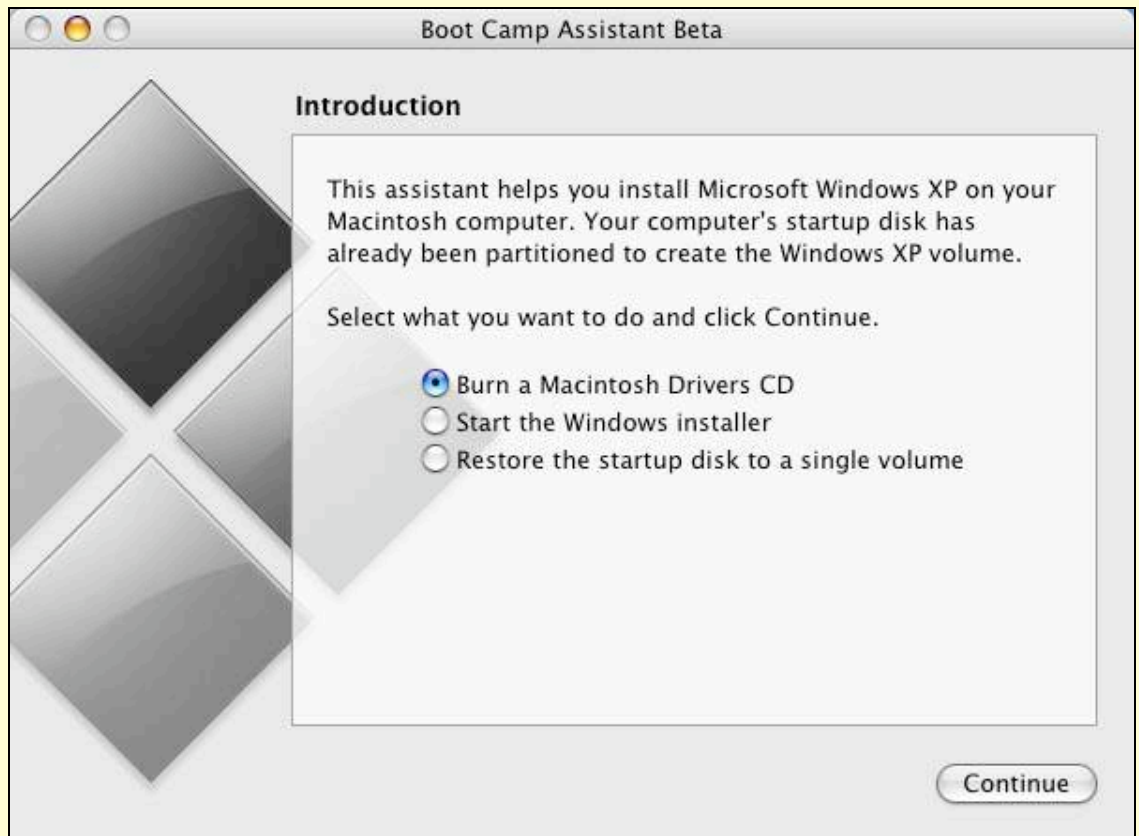 Boot Camp Assistant Beta
Introduction
This assistant helps you install Microsoft Windows XP on your
Macintosh computer. Your computer's startup disk has
already been partitioned to create the Windows XP volume.
Select what you want to do and click Continue.
Burn a Macintosh Drivers CD
Start the Windows installer
Restore the startup disk to a single volume
Continue